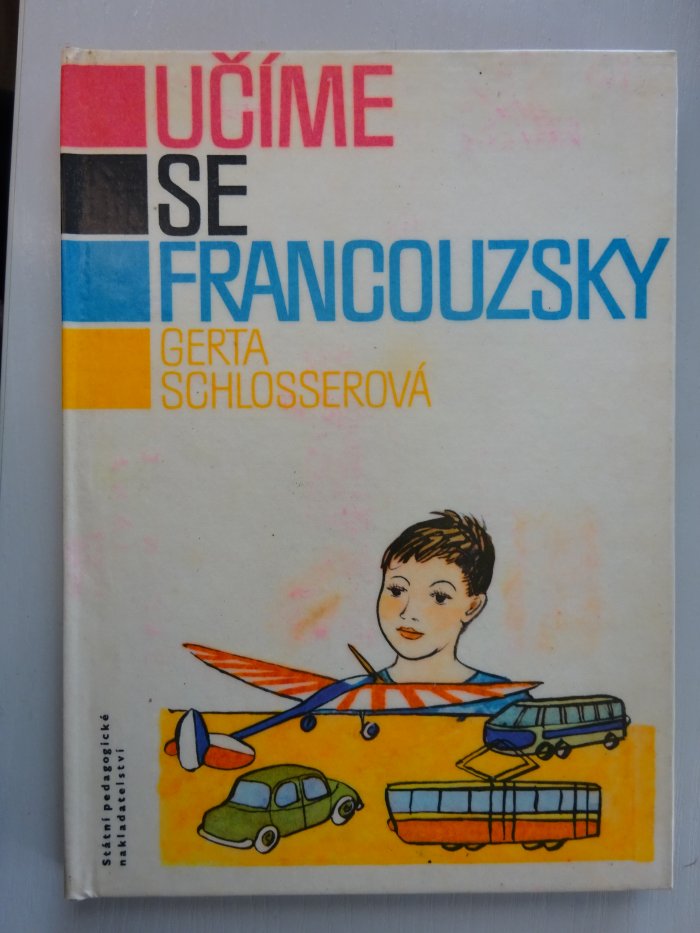 UČÍME
SE
FRANCOUZSKY
GERTA
SCHLOSSEROVÁ
Státní pedagogické
nakladatelství